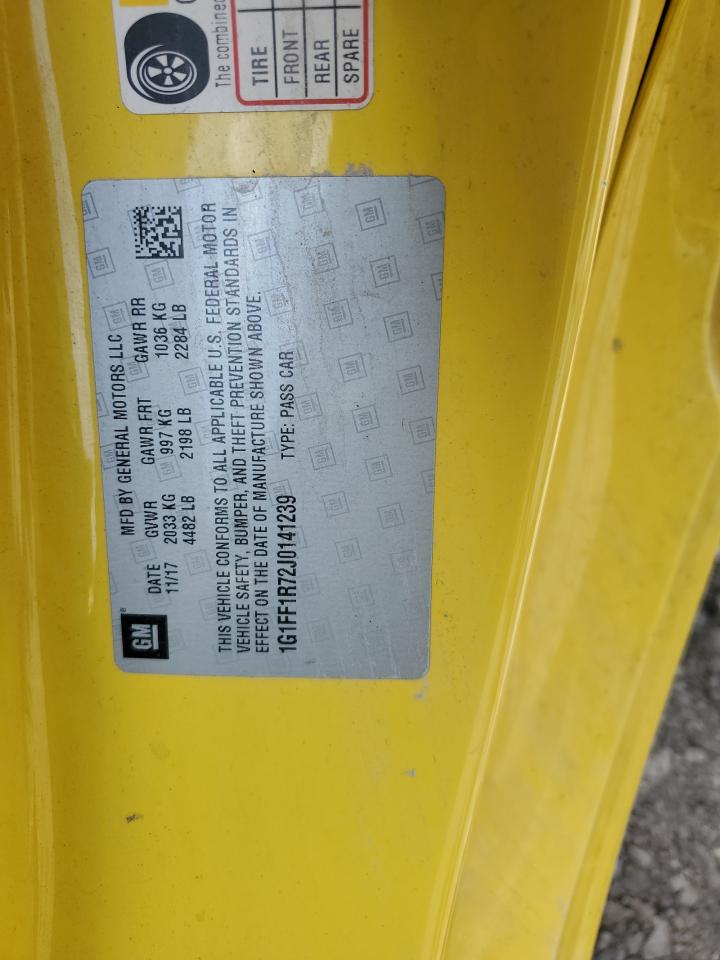 The combined
TIRE
FRONT
REAR
SPARE
GM
MFD BY GENERAL MOTORS LLC
DATE GVWR GAWR FRT GAWR RR
11/17 2033 KG 997 KG 1036 KG
4482 LB 2198 LB 2284 LB
THIS VEHICLE CONFORMS TO ALL APPLICABLE U.S. FEDERAL MOTOR
VEHICLE SAFETY, BUMPER, AND THEFT PREVENTION STANDARDS IN
EFFECT ON THE DATE OF MANUFACTURE SHOWN ABOVE.
1G1FF1R72J0141239 TYPE: PASS CAR